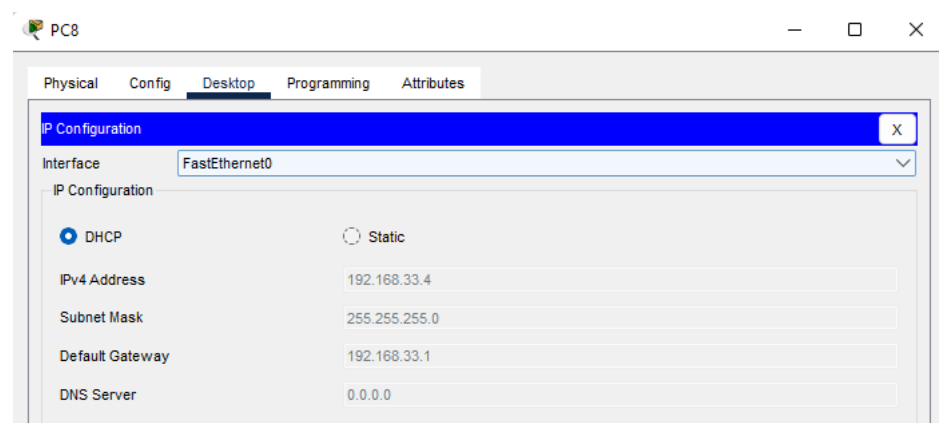 PC8
Physical Config Desktop Programming Attributes
IP Configuration X
Interface FastEthernet0
IP Configuration
DHCP Static
IPv4 Address 192.168.33.4
Subnet Mask 255.255.255.0
Default Gateway 192.168.33.1
DNS Server 0.0.0.0